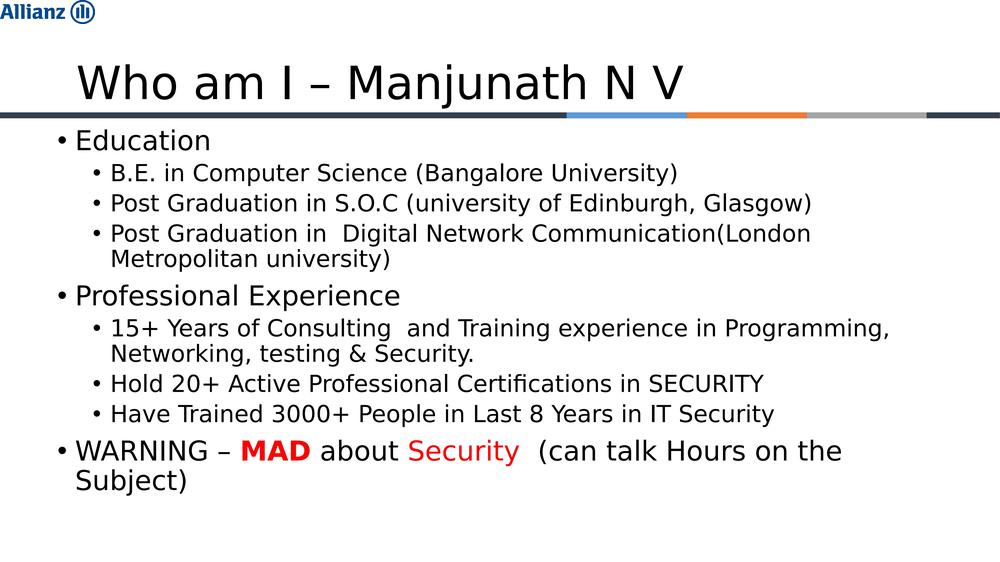 Allianz
Who am I – Manjunath N V
• Education
• B.E. in Computer Science (Bangalore University)
• Post Graduation in S.O.C (university of Edinburgh, Glasgow)
• Post Graduation in  Digital Network Communication(London
Metropolitan university)
• Professional Experience
• 15+ Years of Consulting  and Training experience in Programming,
Networking, testing & Security.
• Hold 20+ Active Professional Certifications in SECURITY
• Have Trained 3000+ People in Last 8 Years in IT Security
• WARNING – MAD about Security  (can talk Hours on the
Subject)